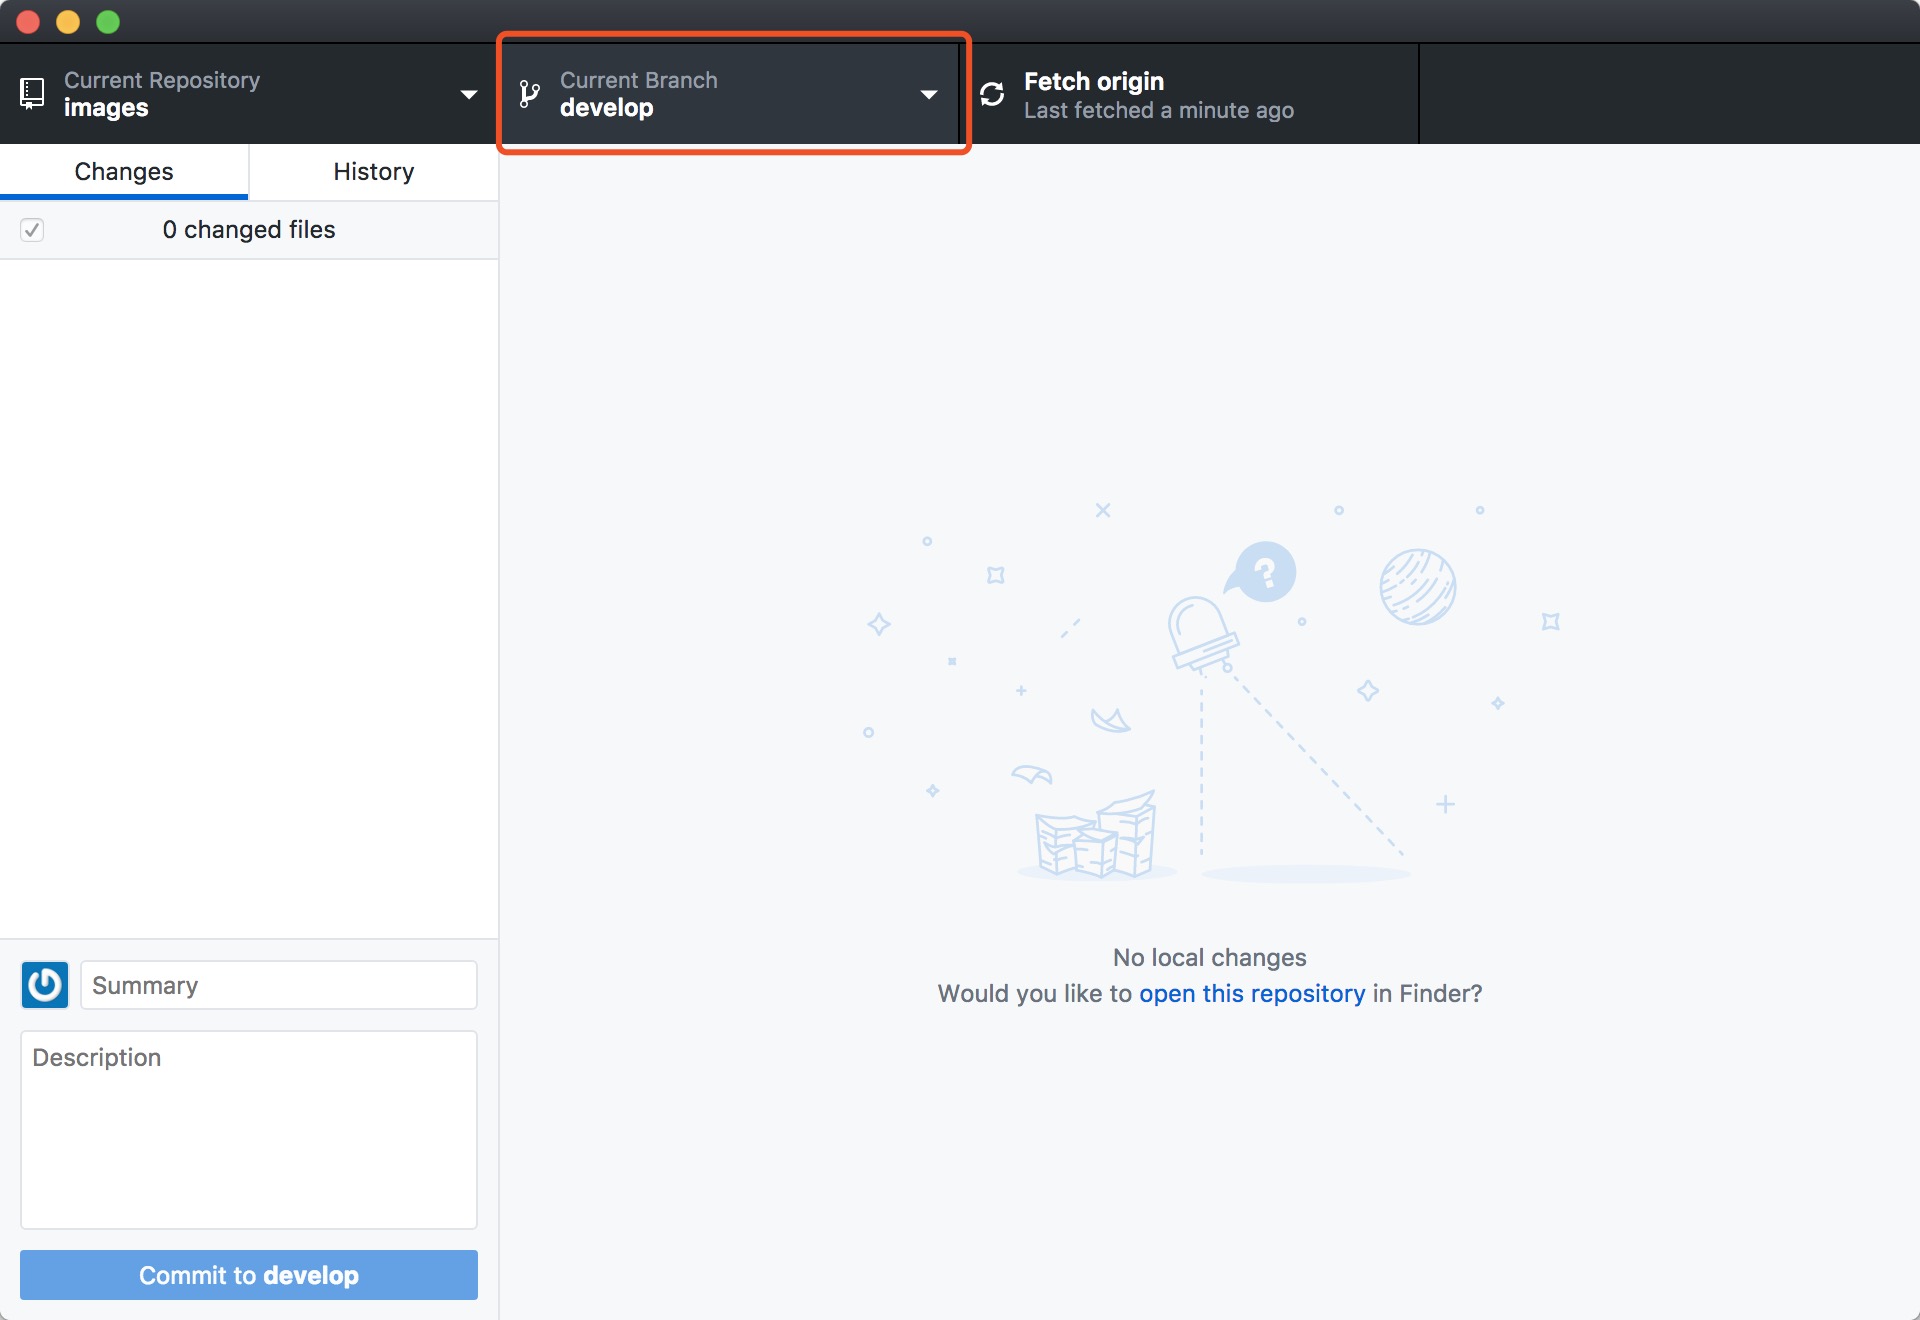 Current Repository
images
Current Branch
develop
Fetch origin
Last fetched a minute ago
Changes
History
0 changed files
?
No local changes
Would you like to open this repository in Finder?
Summary
Description
Commit to develop